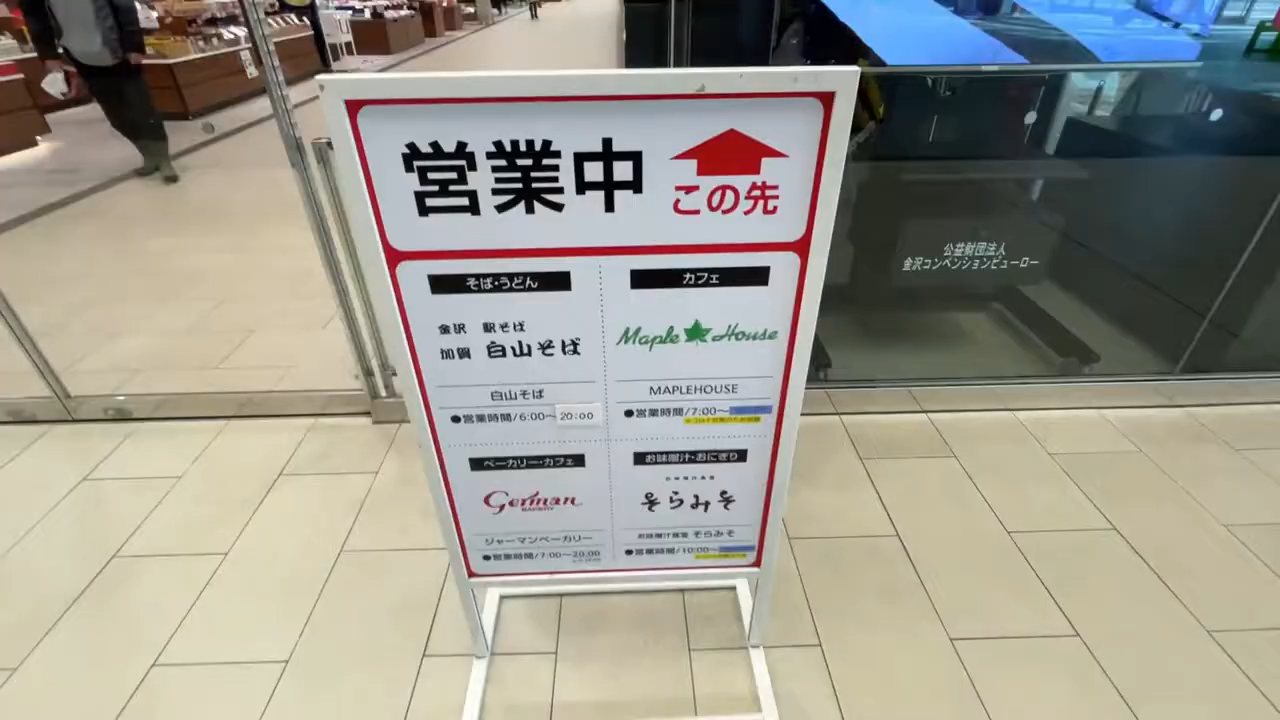 営業中
この先
そば・うどん
金沢 駅そば
加賀 白山そば
白山そば
●営業時間/6:00〜20:00
カフェ
Maple House
MAPLEHOUSE
●営業時間/7:00〜
ベーカリー・カフェ
German
BAKERY
ジャーマンベーカリー
●営業時間/7:00〜20:00
お味噌汁・おにぎり
そらみそ
お味噌汁食堂 そらみそ
●営業時間/10:00〜
公益財団法人
金沢コンベンションビューロー